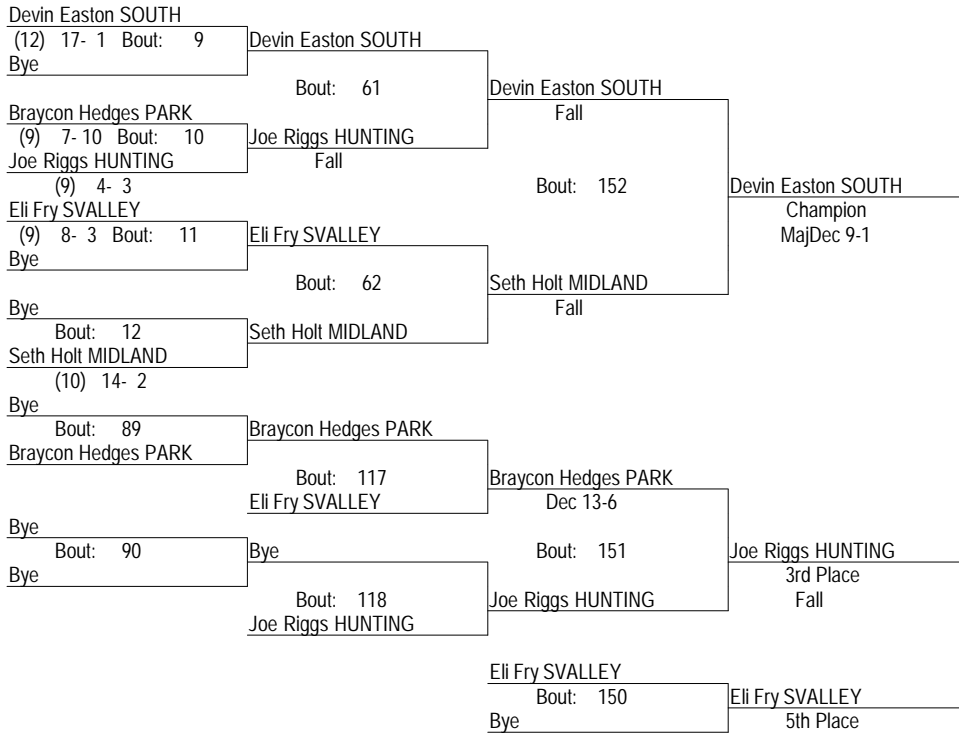 Devin Easton SOUTH
(12) 17- 1 Bout: 9
Bye
Devin Easton SOUTH
Bout: 61
Braycon Hedges PARK
(9) 7- 10 Bout: 10
Joe Riggs HUNTING
(9) 4- 3
Joe Riggs HUNTING
Fall
Devin Easton SOUTH
Fall
Bout: 152
Eli Fry SVALLEY
(9) 8- 3 Bout: 11
Bye
Eli Fry SVALLEY
Bout: 62
Bye
Bout: 12
Seth Holt MIDLAND
(10) 14- 2
Seth Holt MIDLAND
Seth Holt MIDLAND
Fall
Devin Easton SOUTH
Champion
MajDec 9-1
Bye
Bout: 89
Braycon Hedges PARK
Braycon Hedges PARK
Bout: 117
Eli Fry SVALLEY
Braycon Hedges PARK
Dec 13-6
Bout: 151
Bye
Bout: 90
Bye
Bye
Bout: 118
Joe Riggs HUNTING
Joe Riggs HUNTING
Joe Riggs HUNTING
3rd Place
Fall
Eli Fry SVALLEY
Bout: 150
Bye
Eli Fry SVALLEY
5th Place